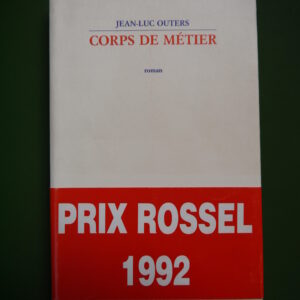 JEAN-LUC OUTERS
CORPS DE MÉTIER
roman
PRIX ROSSEL
1992